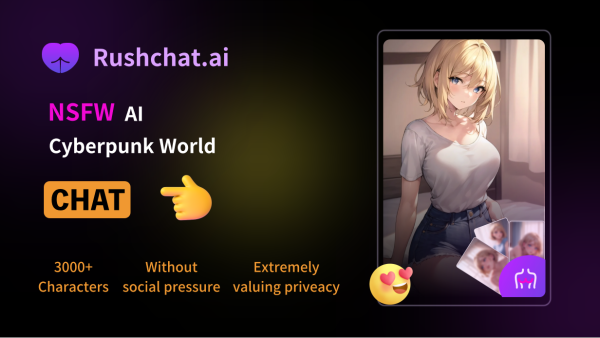 Rushchat.ai
NSFW AI
Cyberpunk World
CHAT
3000+
Characters
Without
social pressure
Extremely
valuing priveacy